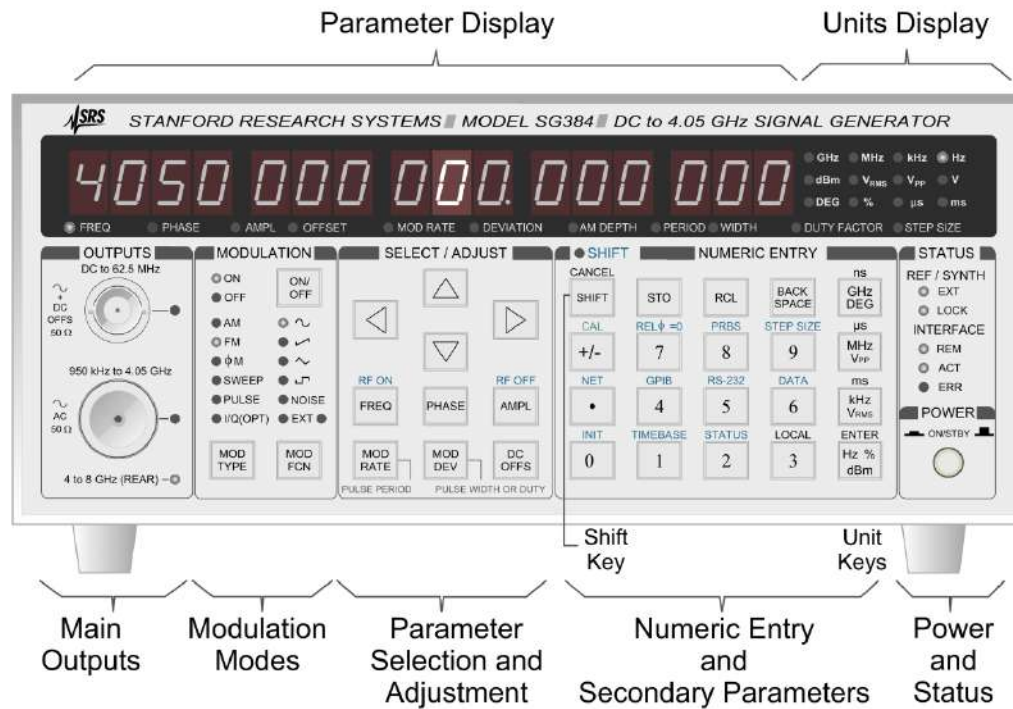 Parameter Display
Units Display
SRS STANFORD RESEARCH SYSTEMS MODEL SG384 DC to 4.05 GHz SIGNAL GENERATOR
4050 000 000. 000 000
GHz MHz kHz Hz
dBm VRMS VPP V
DEG % µs ms
FREQ PHASE AMPL OFFSET MOD RATE DEVIATION AM DEPTH PERIOD WIDTH DUTY FACTOR STEP SIZE
OUTPUTS
DC to 62.5 MHz
+
DC
OFFS
50 Ω
950 kHz to 4.05 GHz
AC
50 Ω
4 to 8 GHz (REAR)
MODULATION
ON
OFF
ON/
OFF
AM
FM
ϕM
SWEEP
PULSE NOISE
I/Q(OPT) EXT
MOD
TYPE
MOD
FCN
SELECT / ADJUST
RF ON RF OFF
FREQ PHASE AMPL
MOD
RATE
MOD
DEV
DC
OFFS
PULSE PERIOD PULSE WIDTH OR DUTY
SHIFT NUMERIC ENTRY
CANCEL ns
SHIFT STO RCL BACK
SPACE
GHz
DEG
CAL RELϕ =0 PRBS STEP SIZE µs
+/- 7 8 9 MHz
VPP
NET GPIB RS-232 DATA ms
• 4 5 6 kHz
VRMS
INIT TIMEBASE STATUS LOCAL ENTER
0 1 2 3 Hz %
dBm
STATUS
REF / SYNTH
EXT
LOCK
INTERFACE
REM
ACT
ERR
POWER
ON/STBY
Shift
Key
Unit
Keys
Main
Outputs
Modulation
Modes
Parameter
Selection and
Adjustment
Numeric Entry
and
Secondary Parameters
Power
and
Status